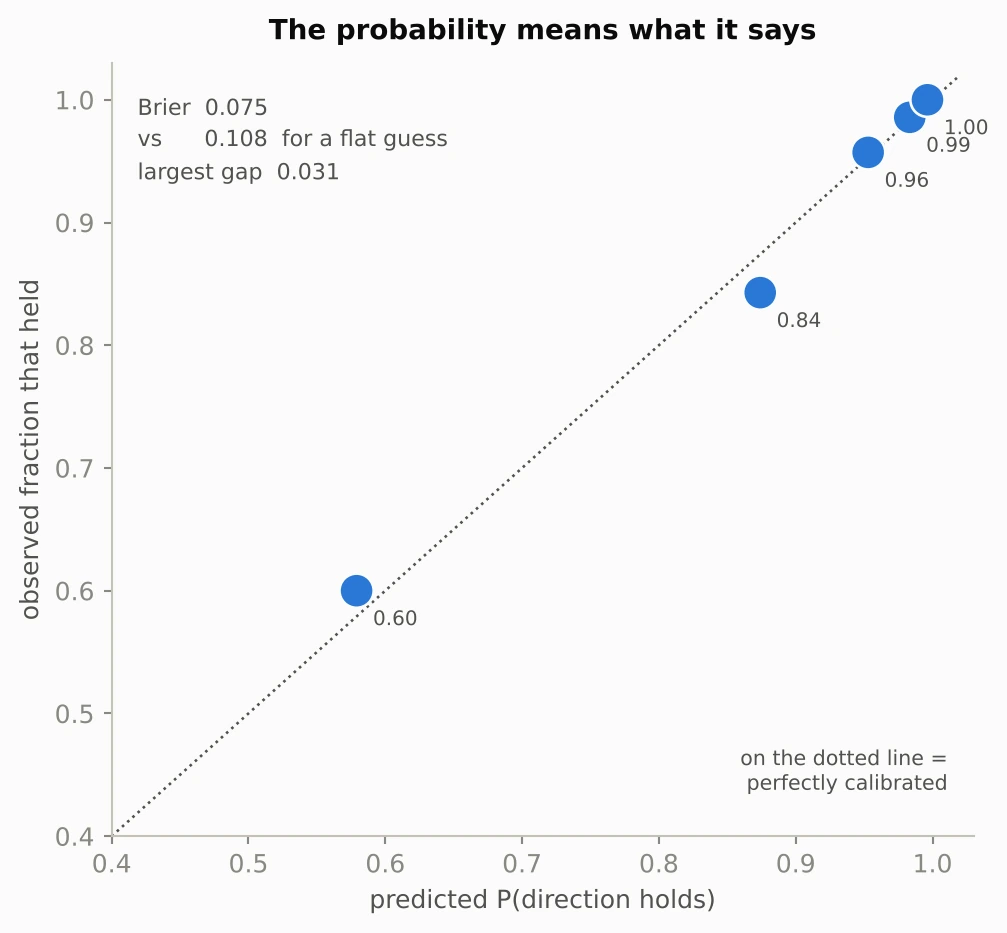 The probability means what it says
Brier 0.075
vs 0.108 for a flat guess
largest gap 0.031
1.0
0.9
0.8
0.7
0.6
0.5
0.4
observed fraction that held
1.00
0.99
0.96
0.84
0.60
on the dotted line =
perfectly calibrated
0.4 0.5 0.6 0.7 0.8 0.9 1.0
predicted P(direction holds)